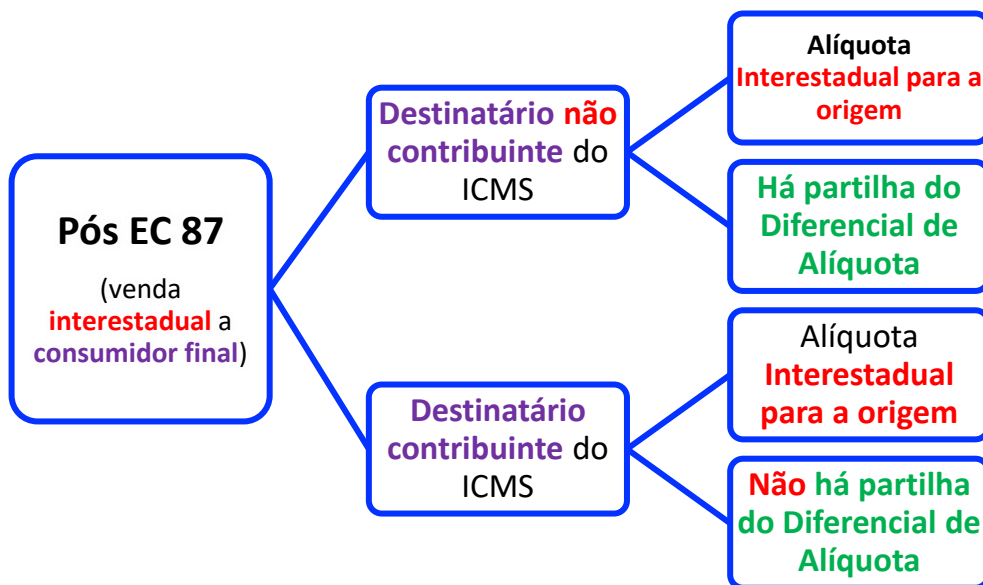 Pós EC 87
(venda
interestadual a
consumidor final)
Destinatário não
contribuinte do
ICMS
Alíquota
Interestadual para a
origem
Há partilha do
Diferencial de
Alíquota
Destinatário
contribuinte do
ICMS
Alíquota
Interestadual
para a origem
Não há partilha
do Diferencial de
Alíquota